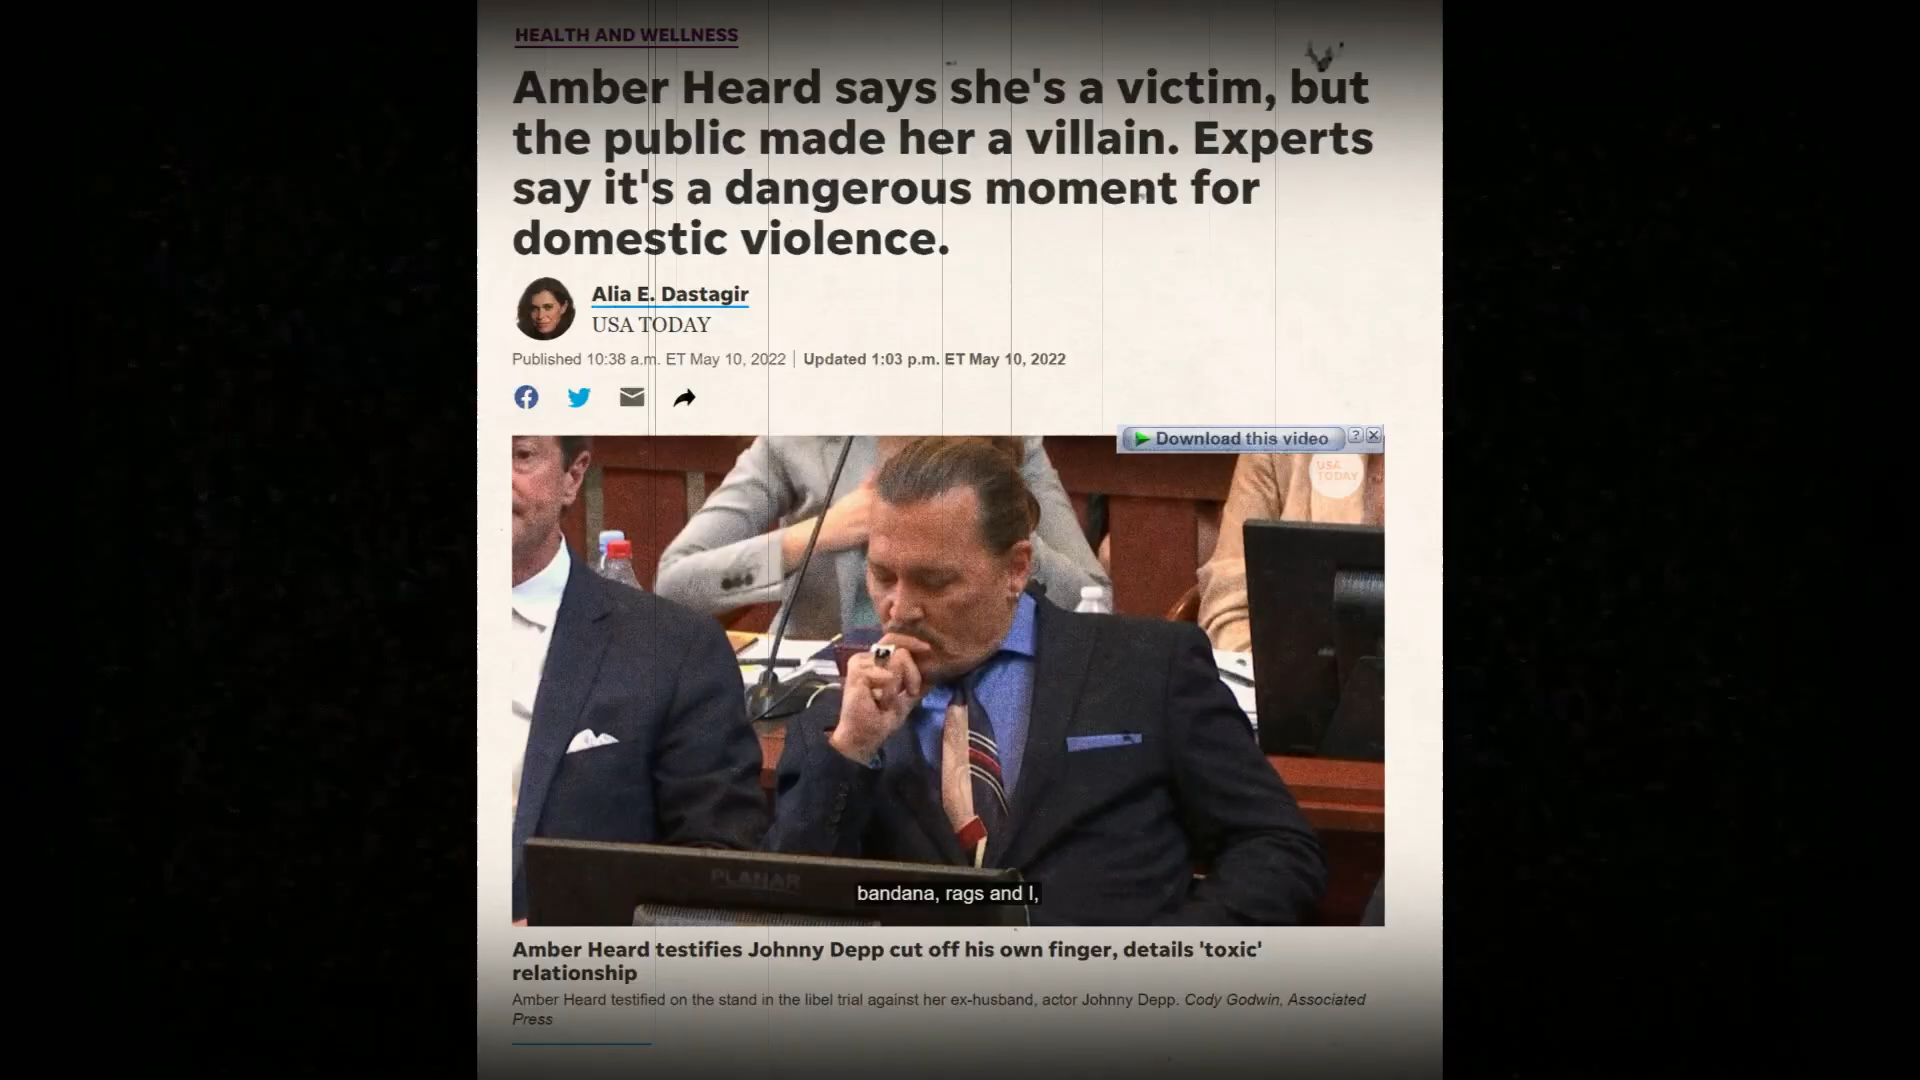 HEALTH AND WELLNESS
Amber Heard says she's a victim, but
the public made her a villain. Experts
say it's a dangerous moment for
domestic violence.
Alia E. Dastagir
USA TODAY
Published 10:38 a.m. ET May 10, 2022 | Updated 1:03 p.m. ET May 10, 2022
Download this video ? X
USA
TODAY
PLANAR
bandana, rags and I,
Amber Heard testifies Johnny Depp cut off his own finger, details 'toxic'
relationship
Amber Heard testified on the stand in the libel trial against her ex-husband, actor Johnny Depp. Cody Godwin, Associated
Press